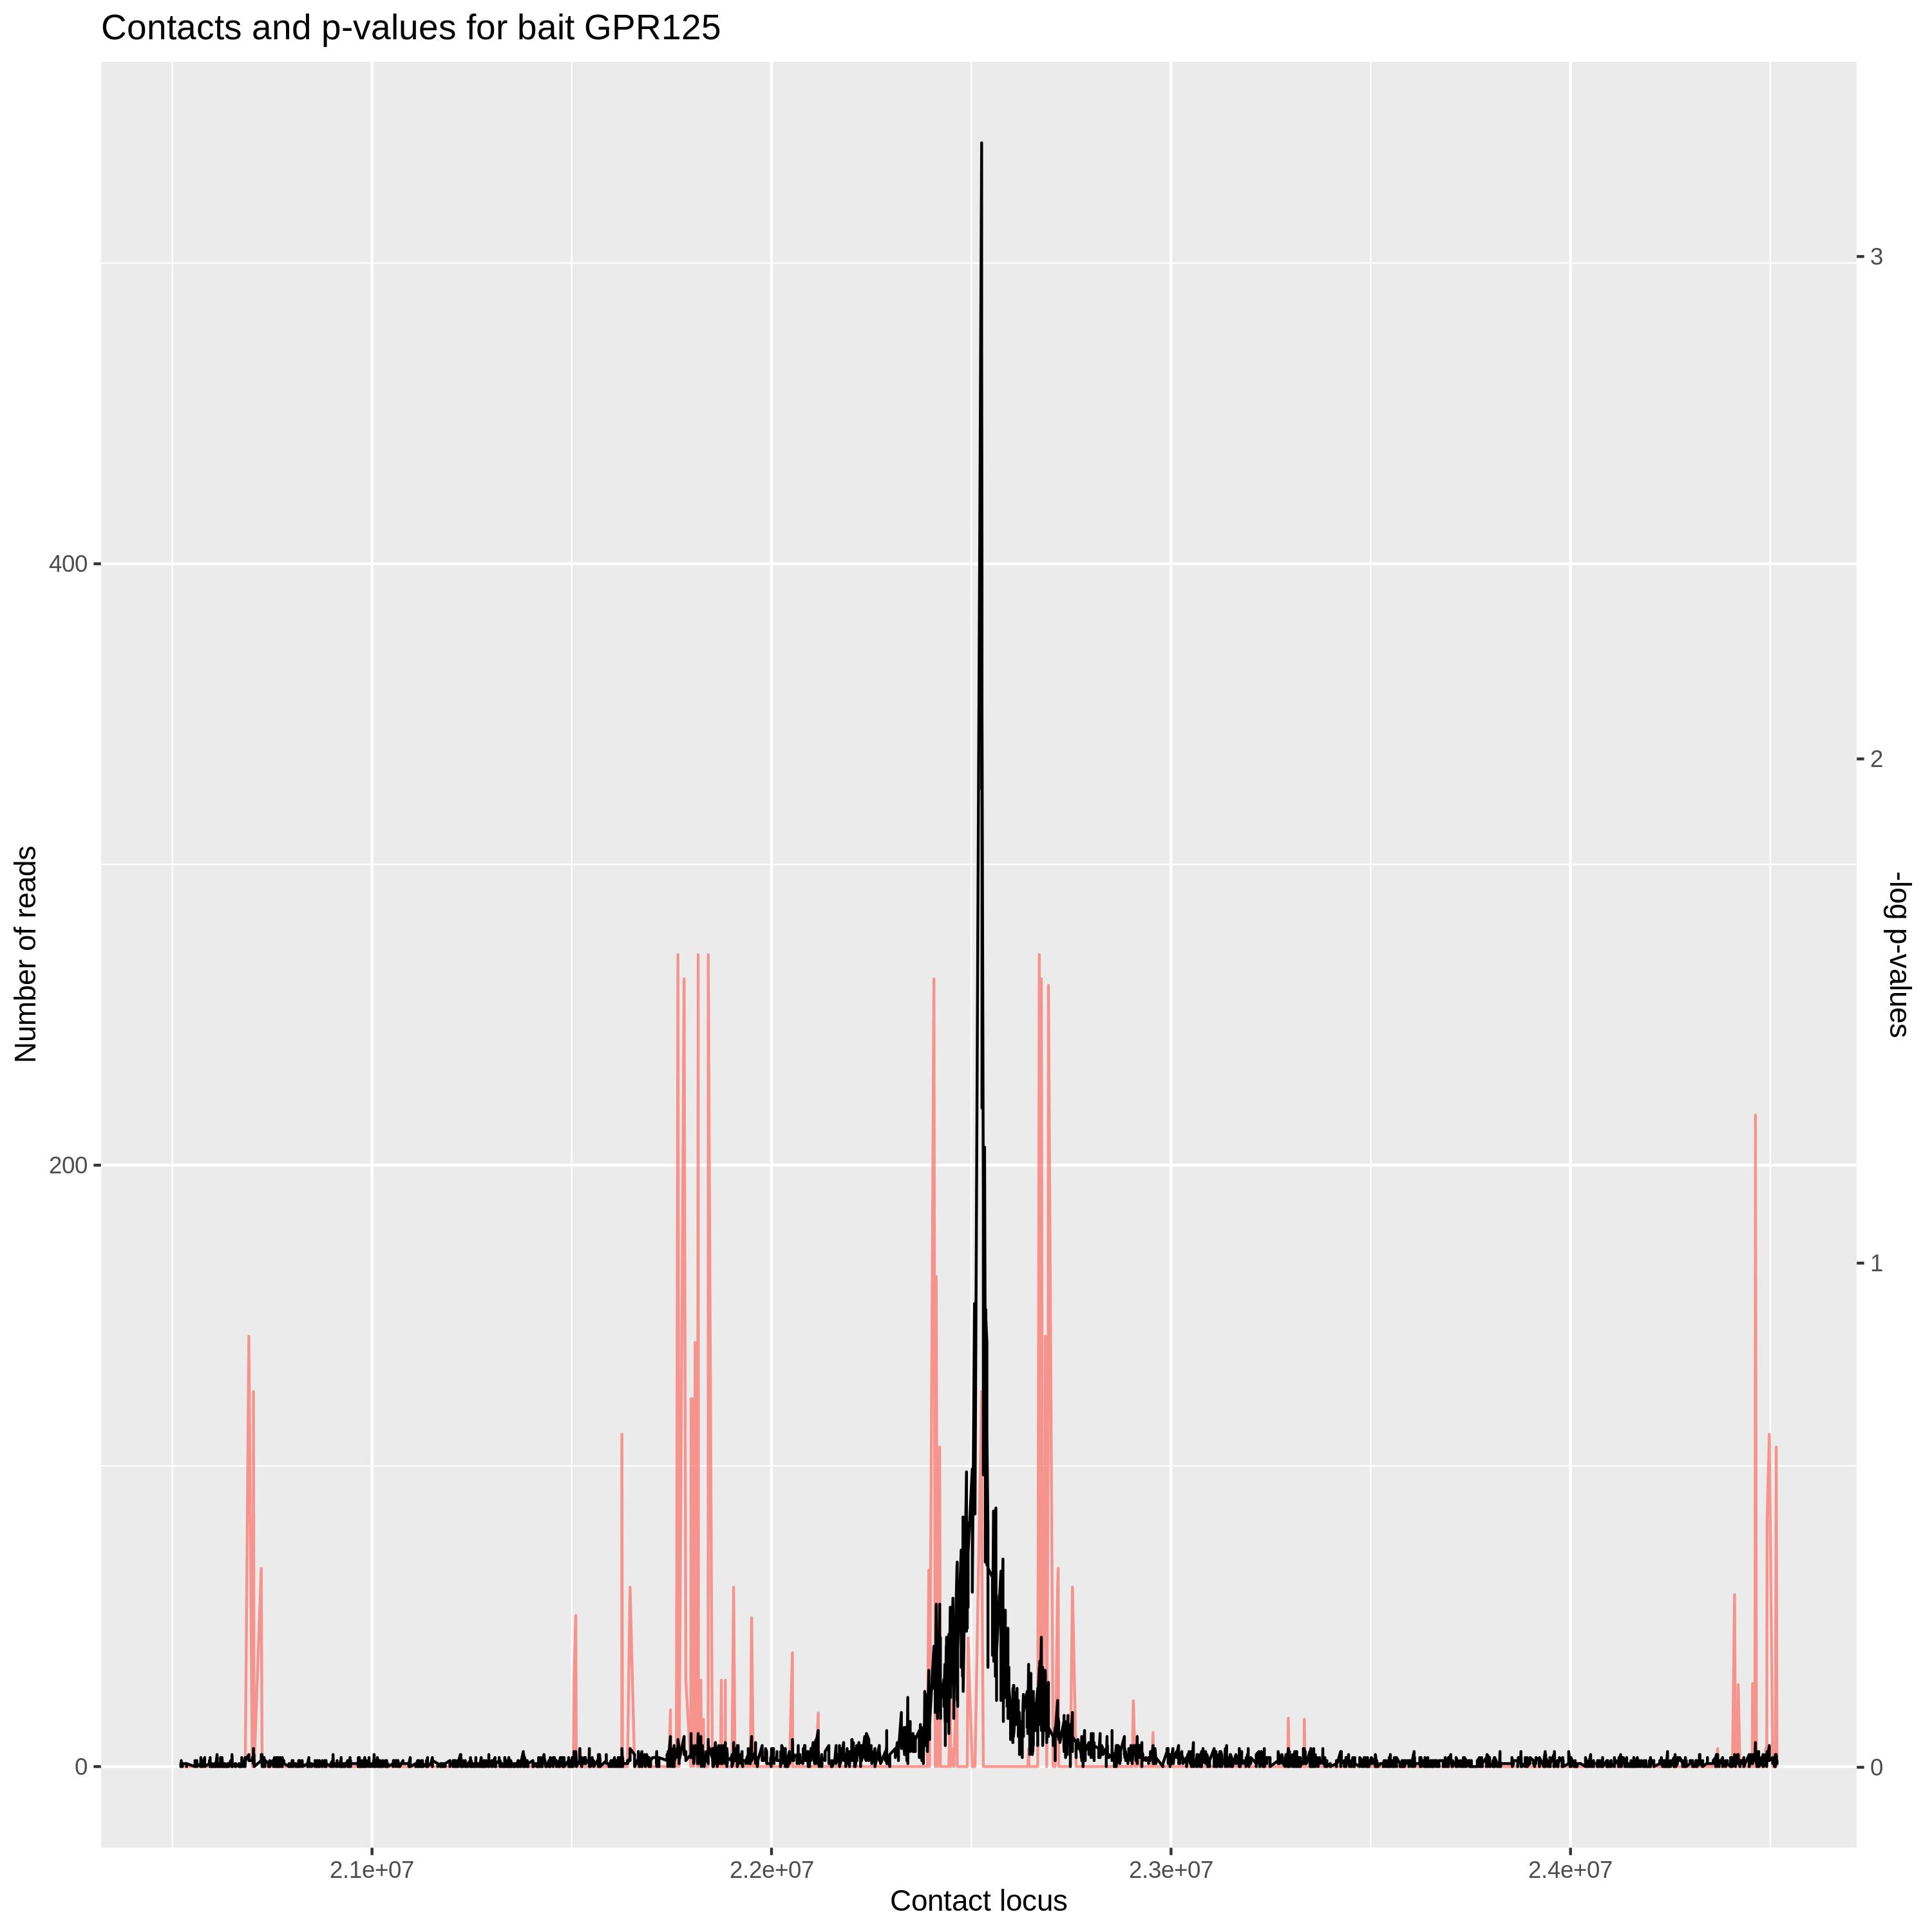 Contacts and p-values for bait GPR125
Number of reads
400
200
0
3
2
1
0
-log p-values
2.1e+07
2.2e+07
2.3e+07
2.4e+07
Contact locus